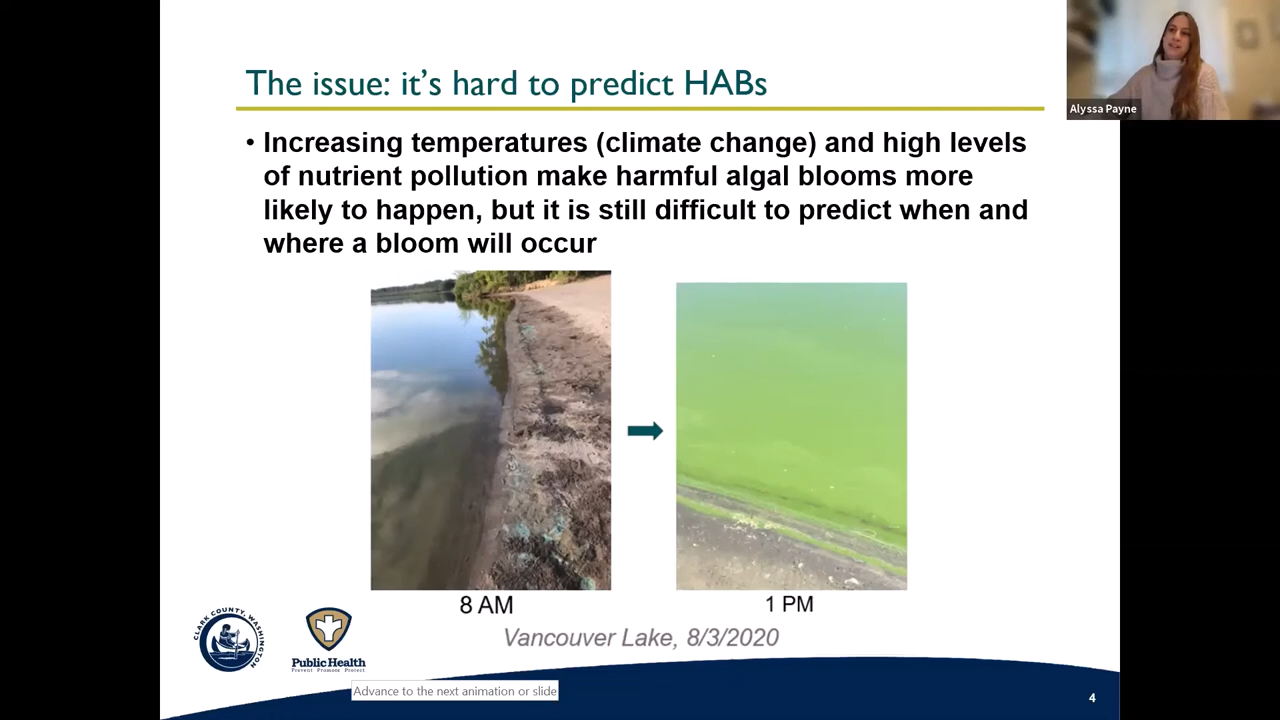 The issue: it's hard to predict HABs
Alyssa Payne
• Increasing temperatures (climate change) and high levels
of nutrient pollution make harmful algal blooms more
likely to happen, but it is still difficult to predict when and
where a bloom will occur
8 AM
1 PM
Vancouver Lake, 8/3/2020
CLARK COUNTY, WASHINGTON
Public Health
Prevent Promote Protect
Advance to the next animation or slide
4